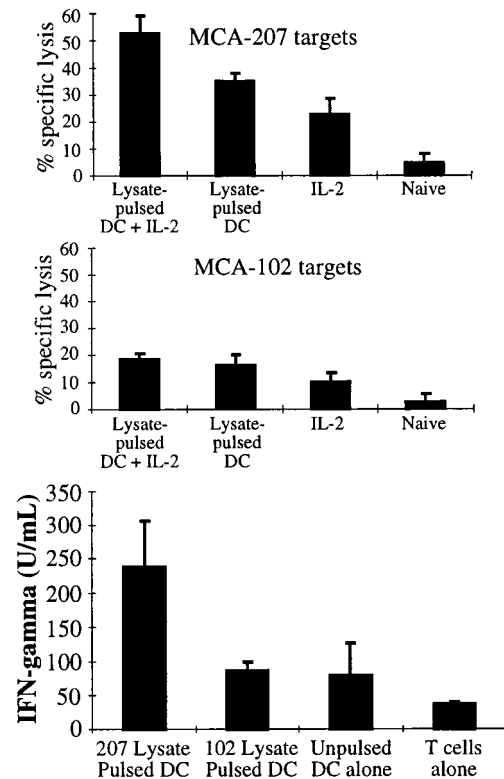 MCA-207 targets
% specific lysis
60
50
40
30
20
10
0
Lysate-
pulsed
DC + IL-2
Lysate-
pulsed
DC
IL-2
Naive
MCA-102 targets
% specific lysis
60
50
40
30
20
10
0
Lysate-
pulsed
DC + IL-2
Lysate-
pulsed
DC
IL-2
Naive
IFN-gamma (U/mL)
350
300
250
200
150
100
50
0
207 Lysate
Pulsed DC
102 Lysate
Pulsed DC
Unpulsed
DC alone
T cells
alone